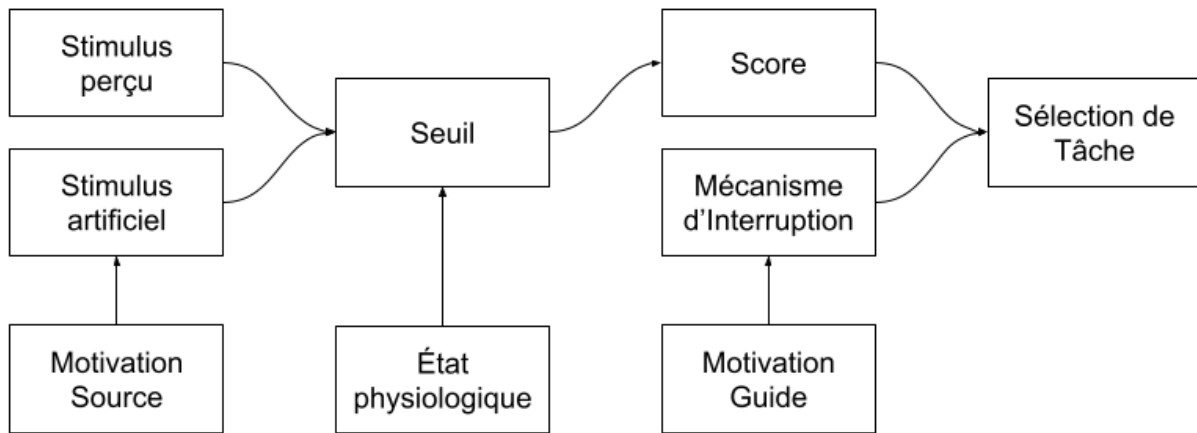 Stimulus
perçu
Stimulus
artificiel
Motivation
Source
Seuil
État
physiologique
Score
Mécanisme
d’Interruption
Motivation
Guide
Sélection de
Tâche